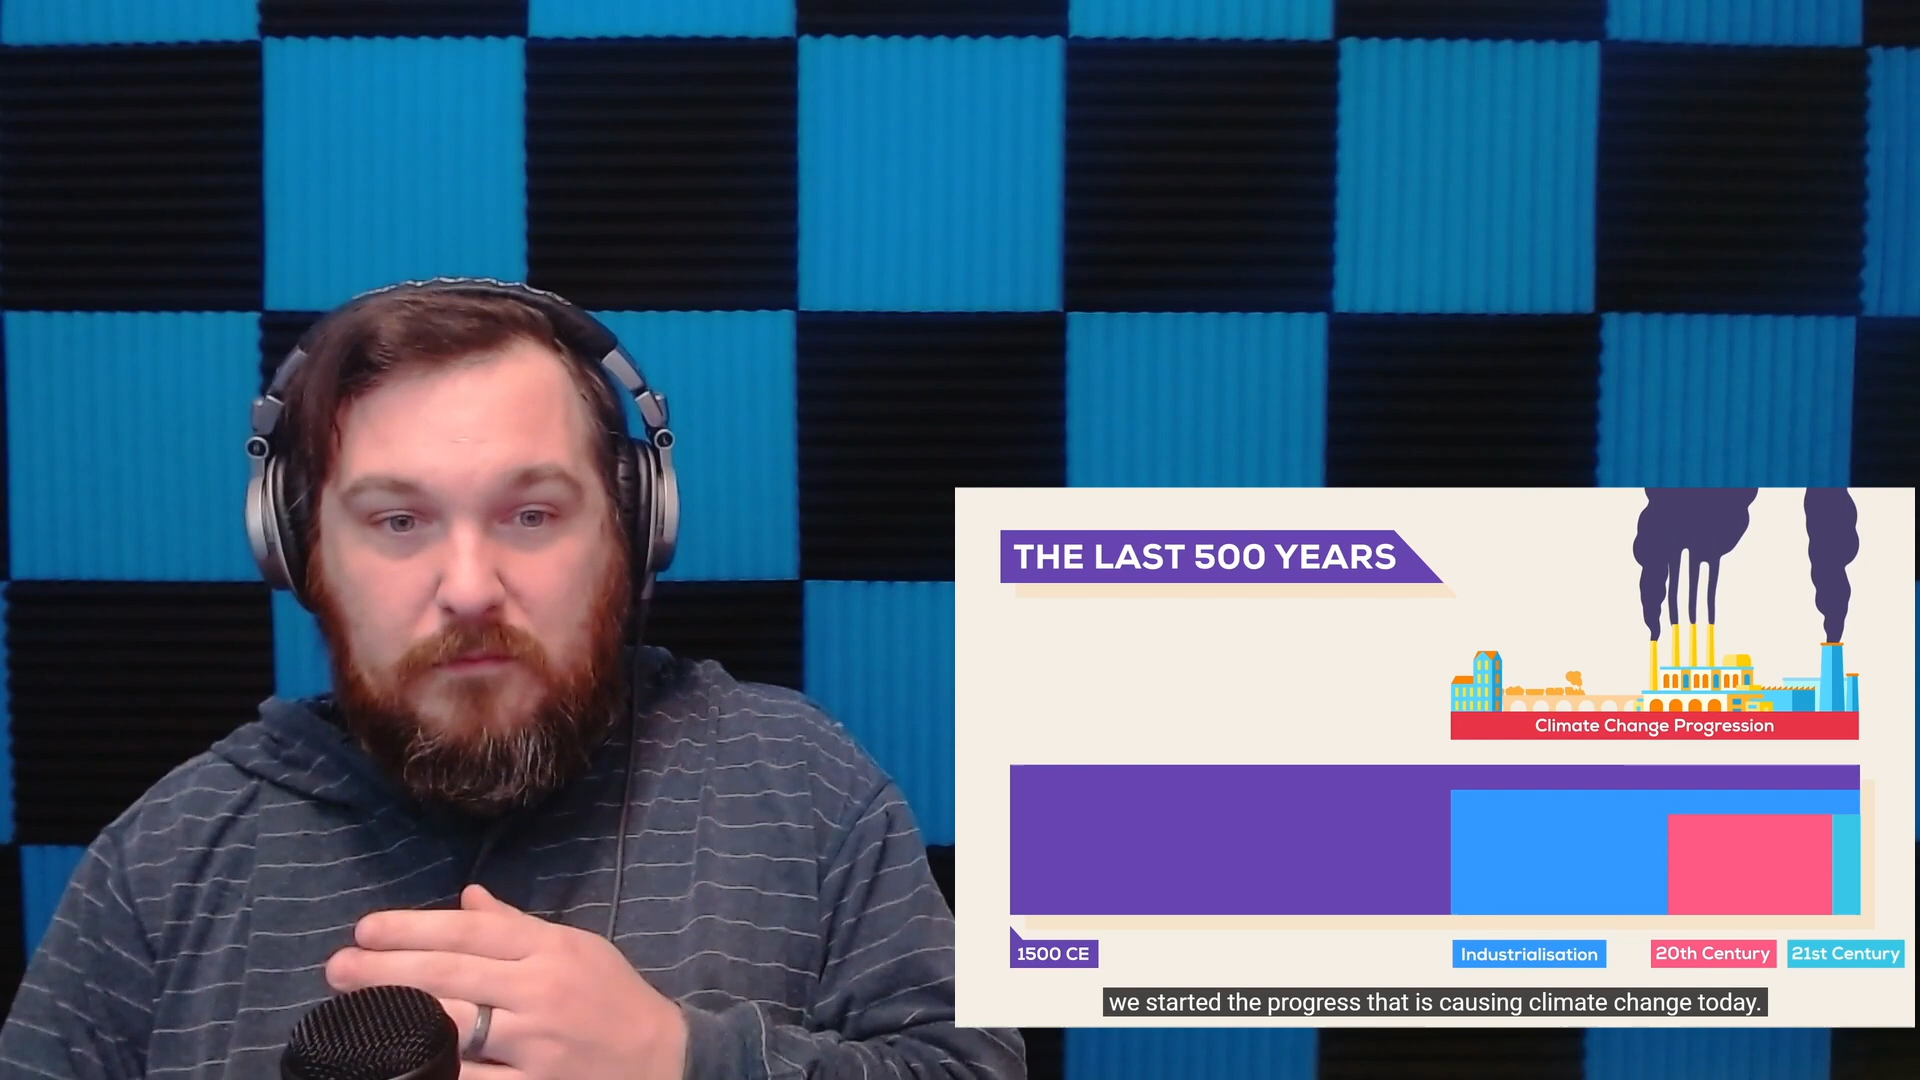 THE LAST 500 YEARS
Climate Change Progression
1500 CE
Industrialisation
20th Century
21st Century
we started the progress that is causing climate change today.